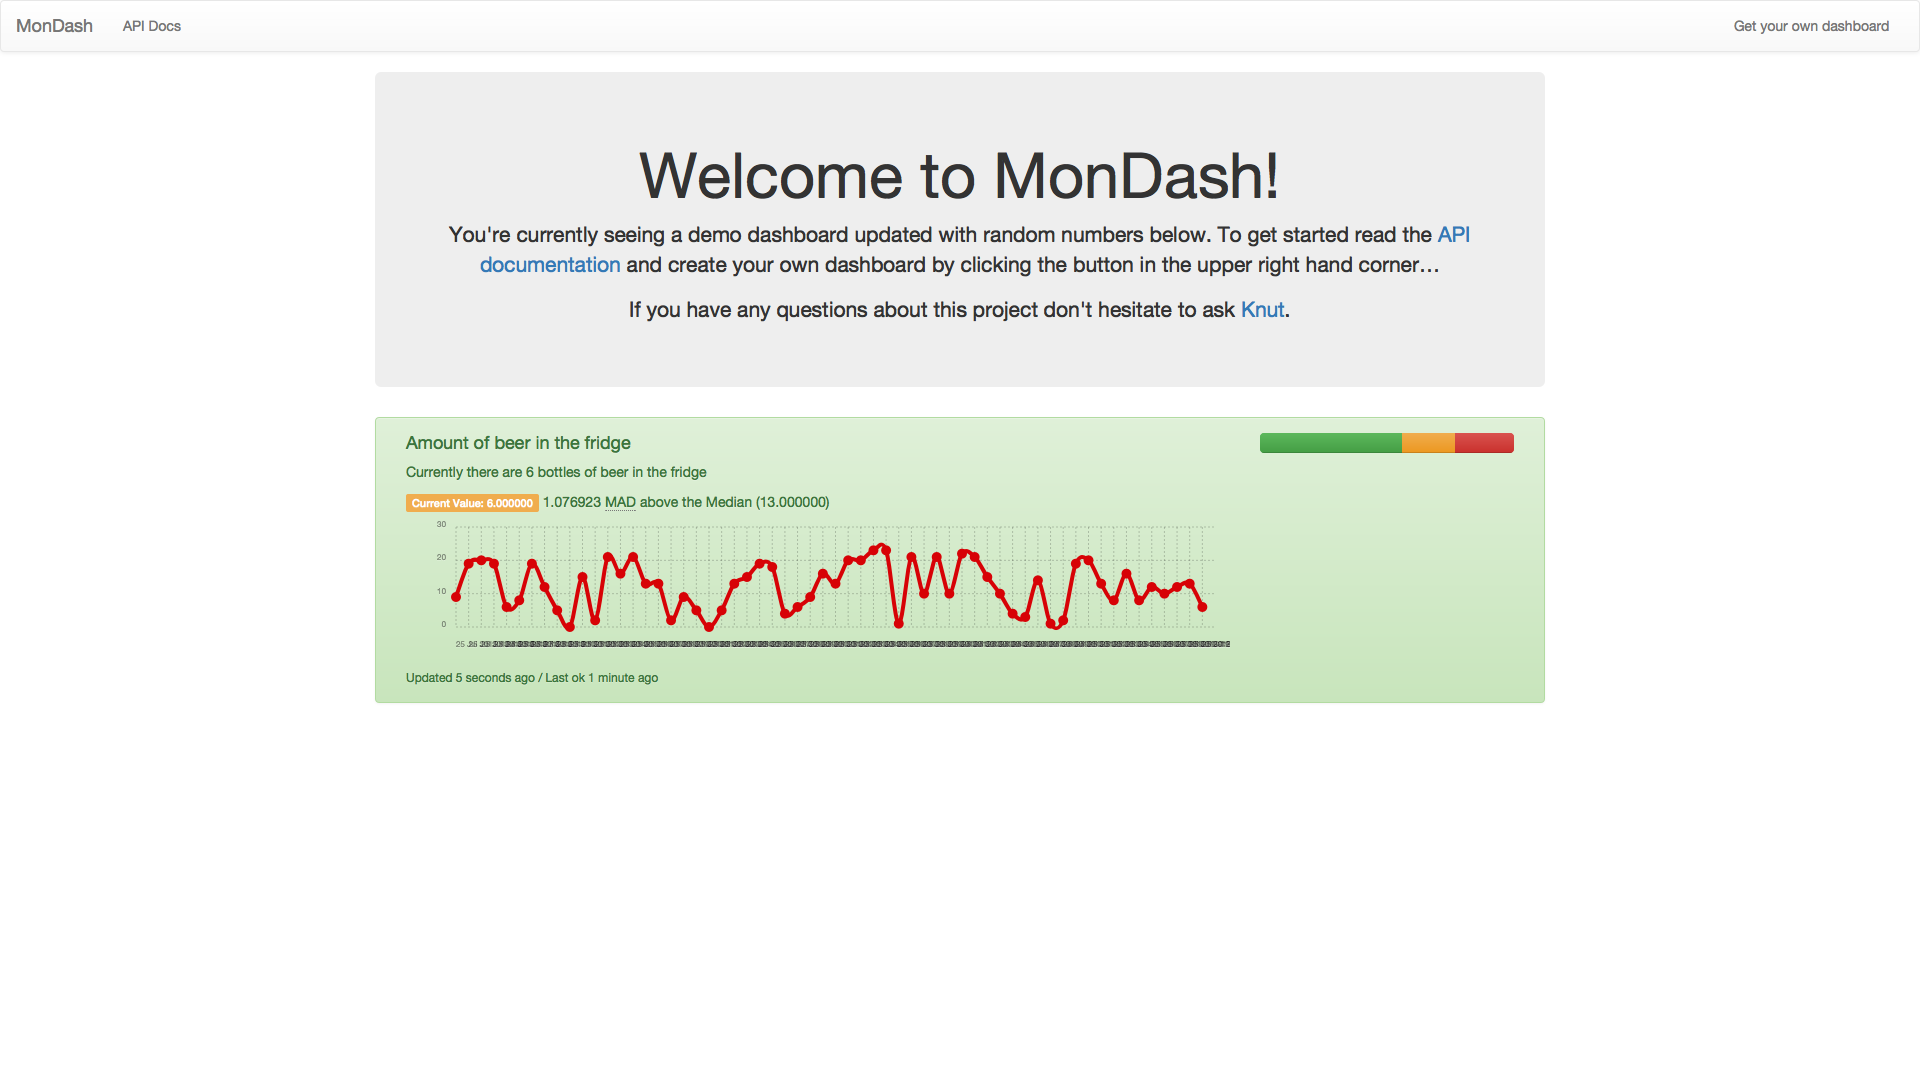 MonDash API Docs Get your own dashboard
Welcome to MonDash!
You're currently seeing a demo dashboard updated with random numbers below. To get started read the API
documentation and create your own dashboard by clicking the button in the upper right hand corner…
If you have any questions about this project don't hesitate to ask Knut.
Amount of beer in the fridge
Currently there are 6 bottles of beer in the fridge
Current Value: 6.000000 1.076923 MAD above the Median (13.000000)
30
20
10
0
25
Updated 5 seconds ago / Last ok 1 minute ago